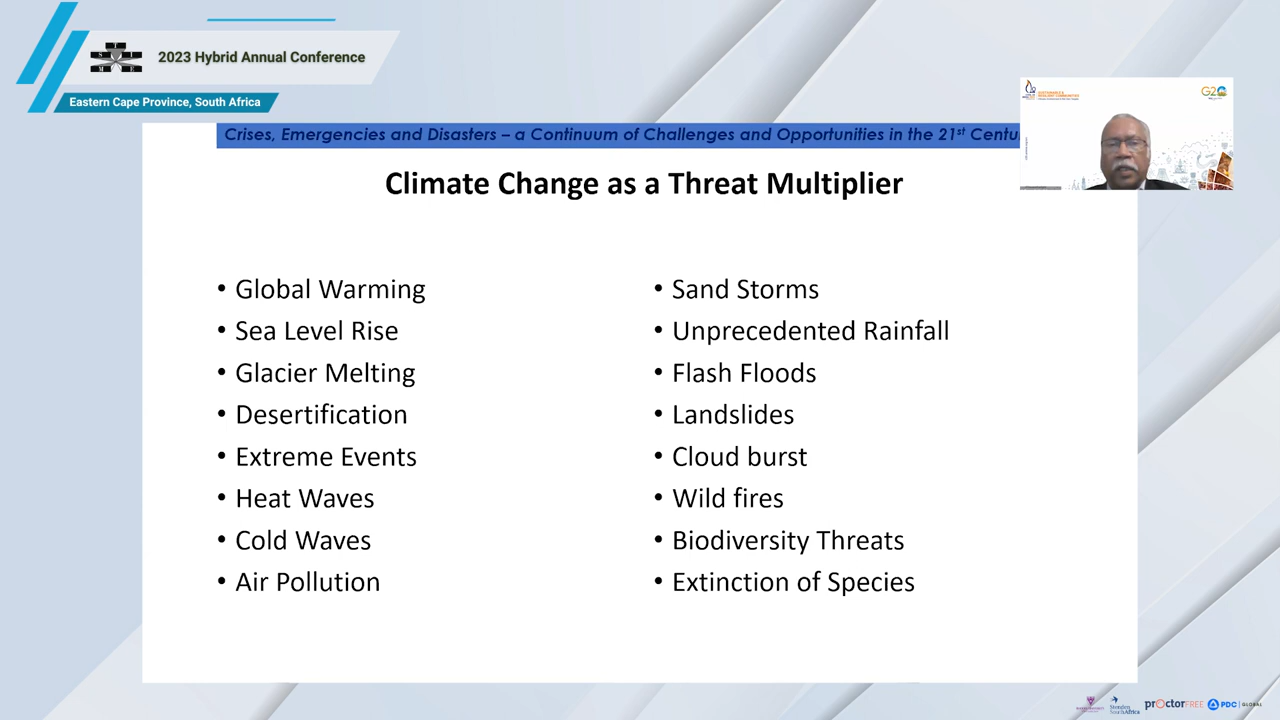 2023 Hybrid Annual Conference
Eastern Cape Province, South Africa
G20
Crises, Emergencies and Disasters – a Continuum of Challenges and Opportunities in the 21st Centu
Climate Change as a Threat Multiplier
• Global Warming
• Sea Level Rise
• Glacier Melting
• Desertification
• Extreme Events
• Heat Waves
• Cold Waves
• Air Pollution
• Sand Storms
• Unprecedented Rainfall
• Flash Floods
• Landslides
• Cloud burst
• Wild fires
• Biodiversity Threats
• Extinction of Species
Stenden South Africa
proctorFREE
PDC | GLOBAL